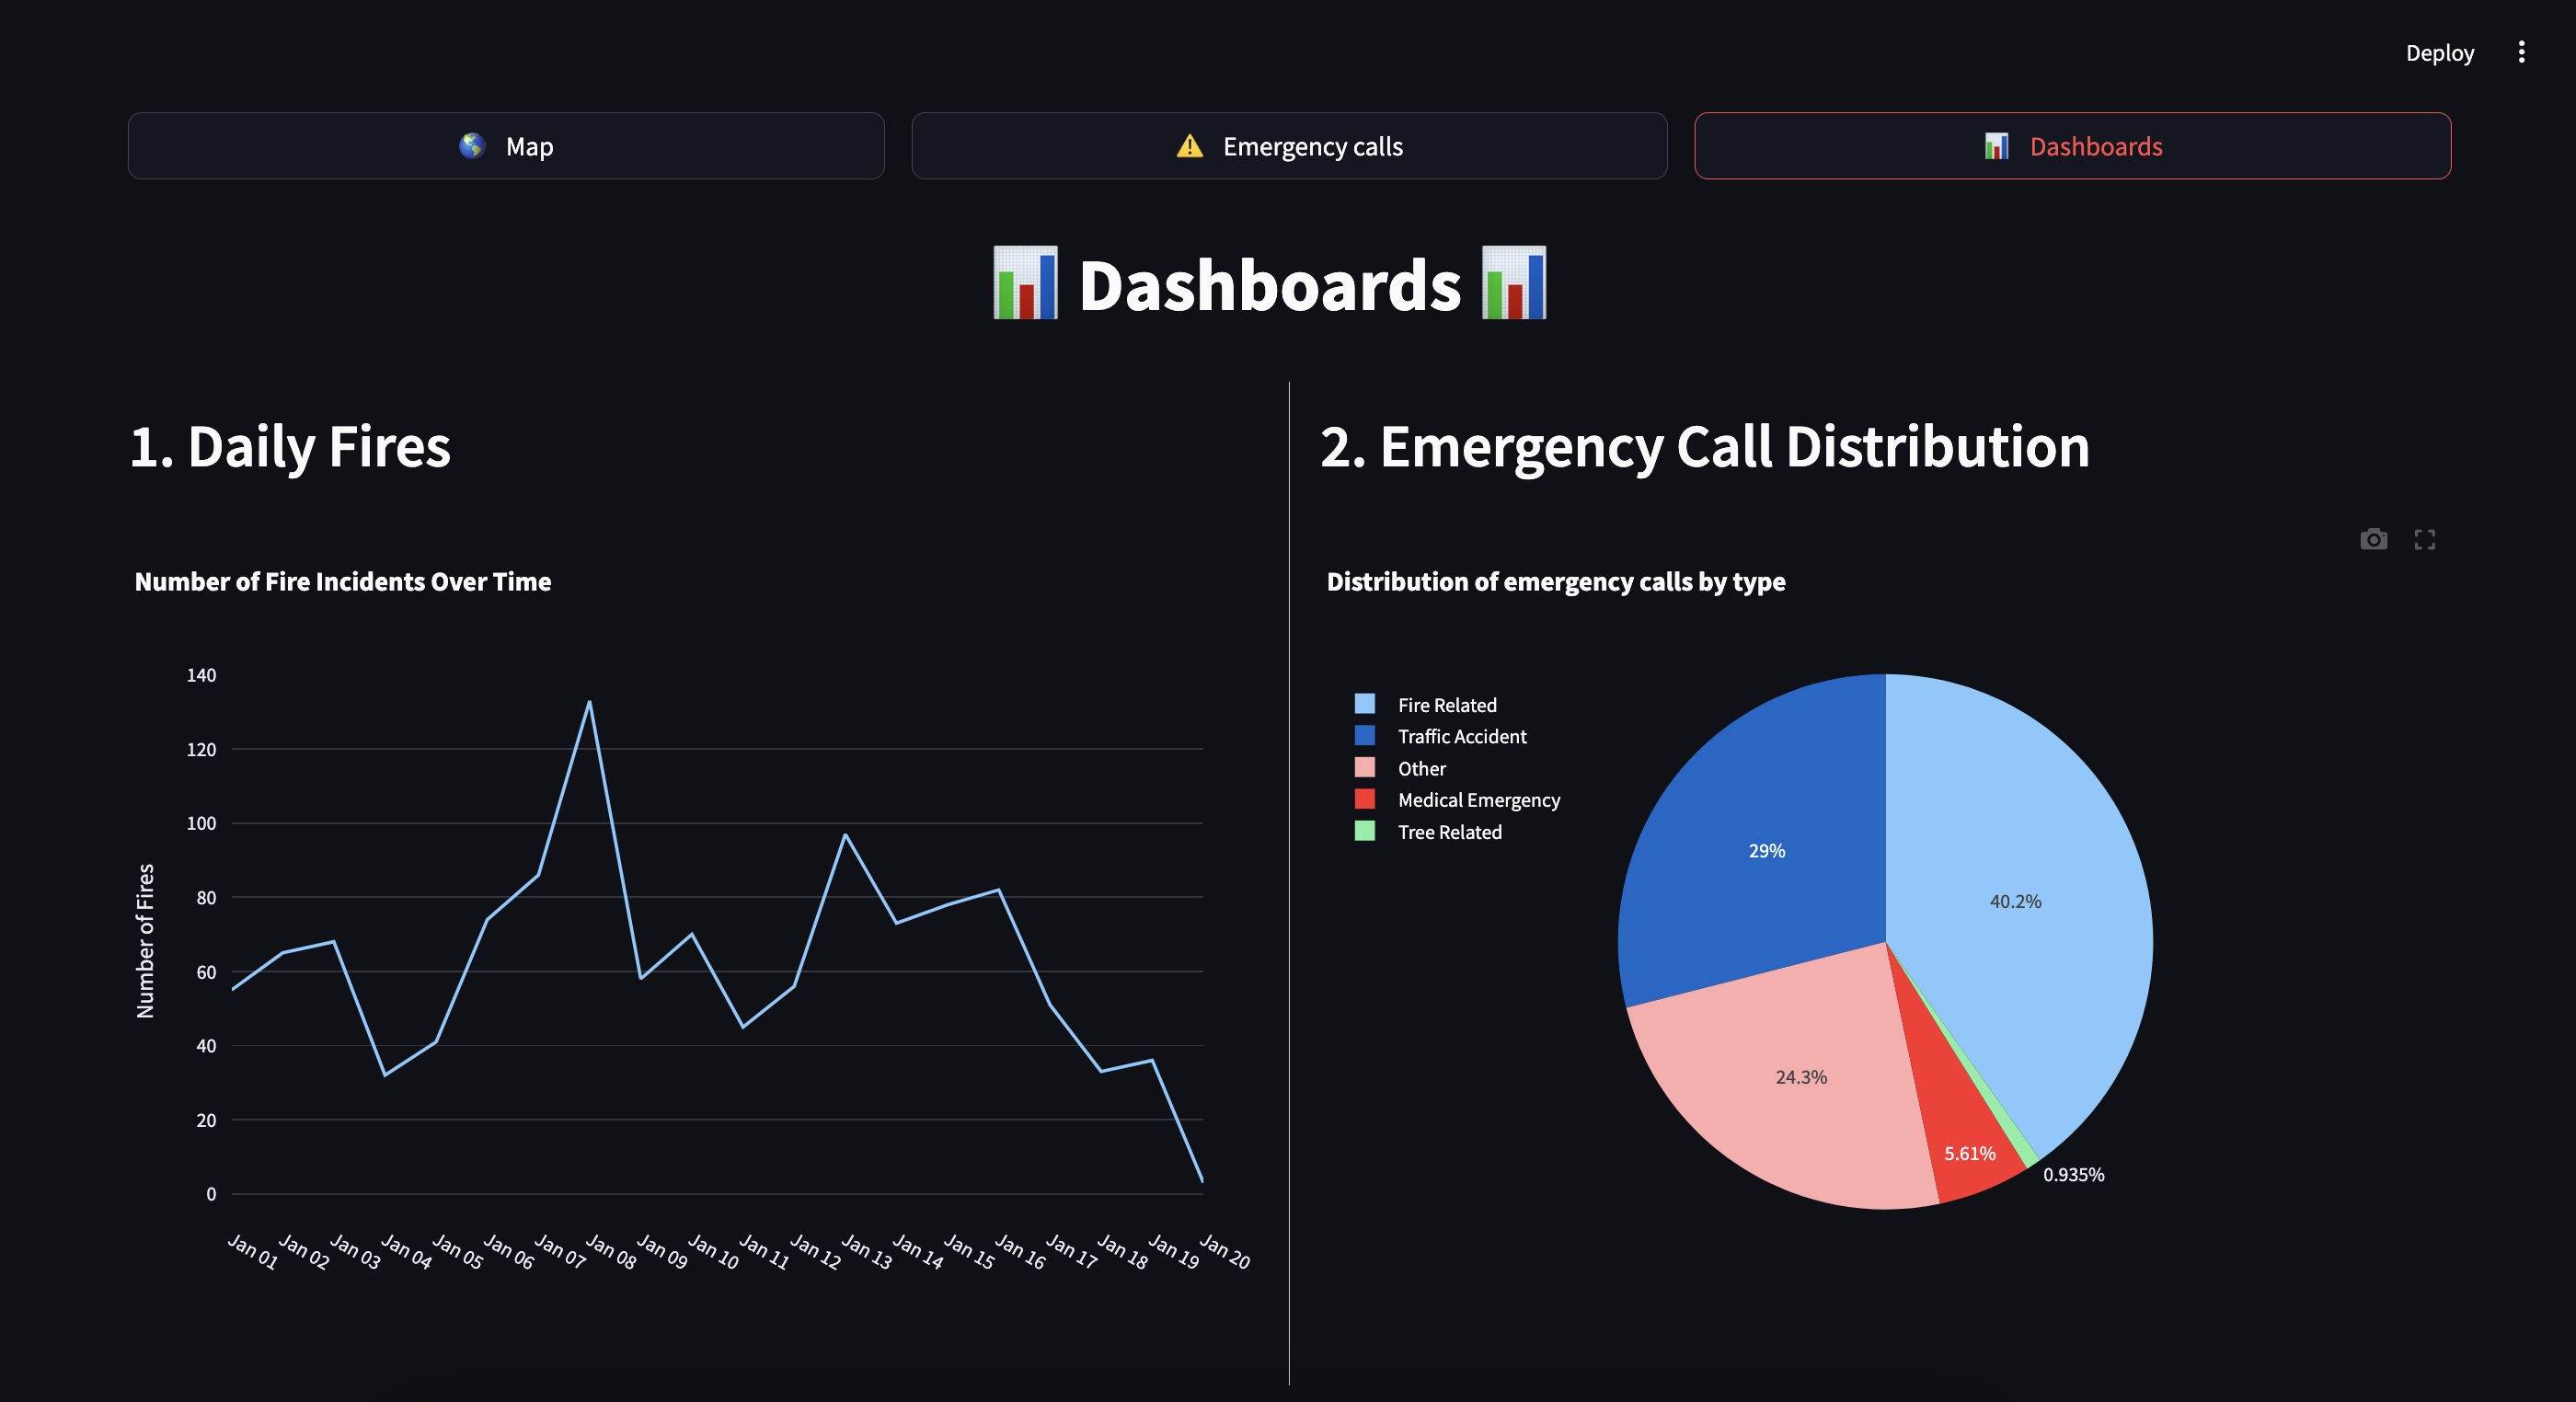 Deploy
Map
Emergency calls
Dashboards
Dashboards
1. Daily Fires
Number of Fire Incidents Over Time
Number of Fires
140
120
100
80
60
40
20
0
Jan 01
Jan 02
Jan 03
Jan 04
Jan 05
Jan 06
Jan 07
Jan 08
Jan 09
Jan 10
Jan 11
Jan 12
Jan 13
Jan 14
Jan 15
Jan 16
Jan 17
Jan 18
Jan 19
Jan 20
2. Emergency Call Distribution
Distribution of emergency calls by type
Fire Related
Traffic Accident
Other
Medical Emergency
Tree Related
29%
40.2%
24.3%
5.61%
0.935%